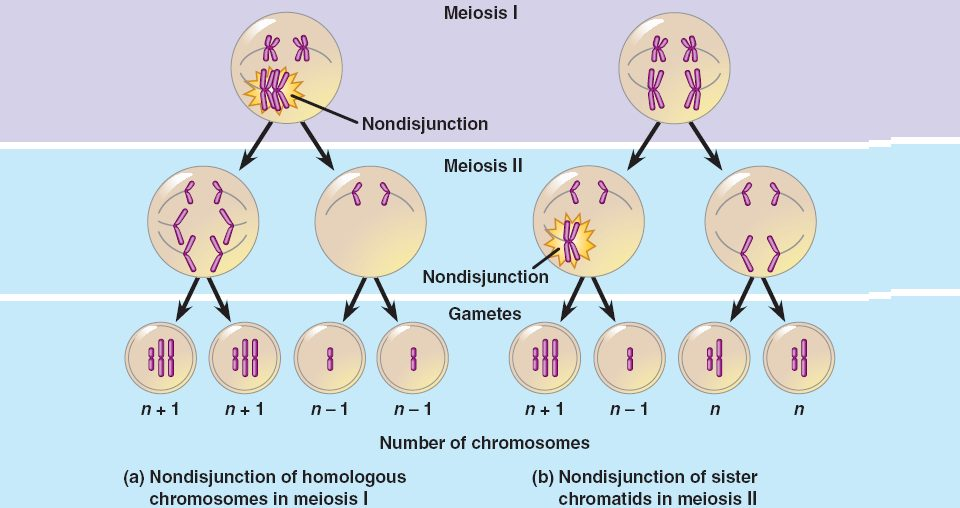 Meiosis I
Nondisjunction
Meiosis II
Nondisjunction
Gametes
n + 1
n + 1
n – 1
n – 1
n + 1
n – 1
n
n
Number of chromosomes
(a) Nondisjunction of homologous
chromosomes in meiosis I
(b) Nondisjunction of sister
chromatids in meiosis II